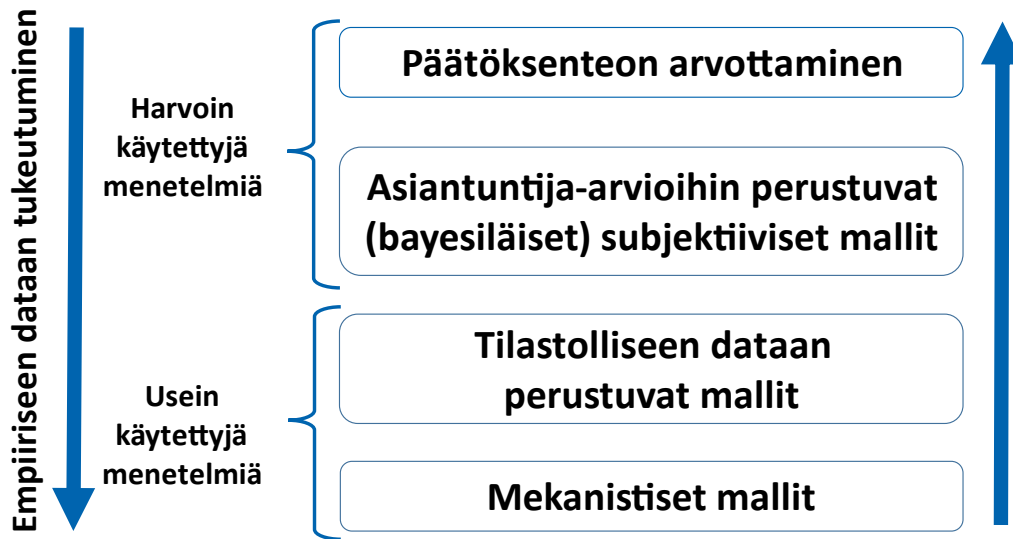 Empiiriseen dataan tukeutuminen
Harvoin
käytettyjä
menetelmiä
Päätöksenteon arvottaminen
Asiantuntija-arvioihin perustuvat
(bayesiläiset) subjektiiviset mallit
Usein
käytettyjä
menetelmiä
Tilastolliseen dataan
perustuvat mallit
Mekanistiset mallit